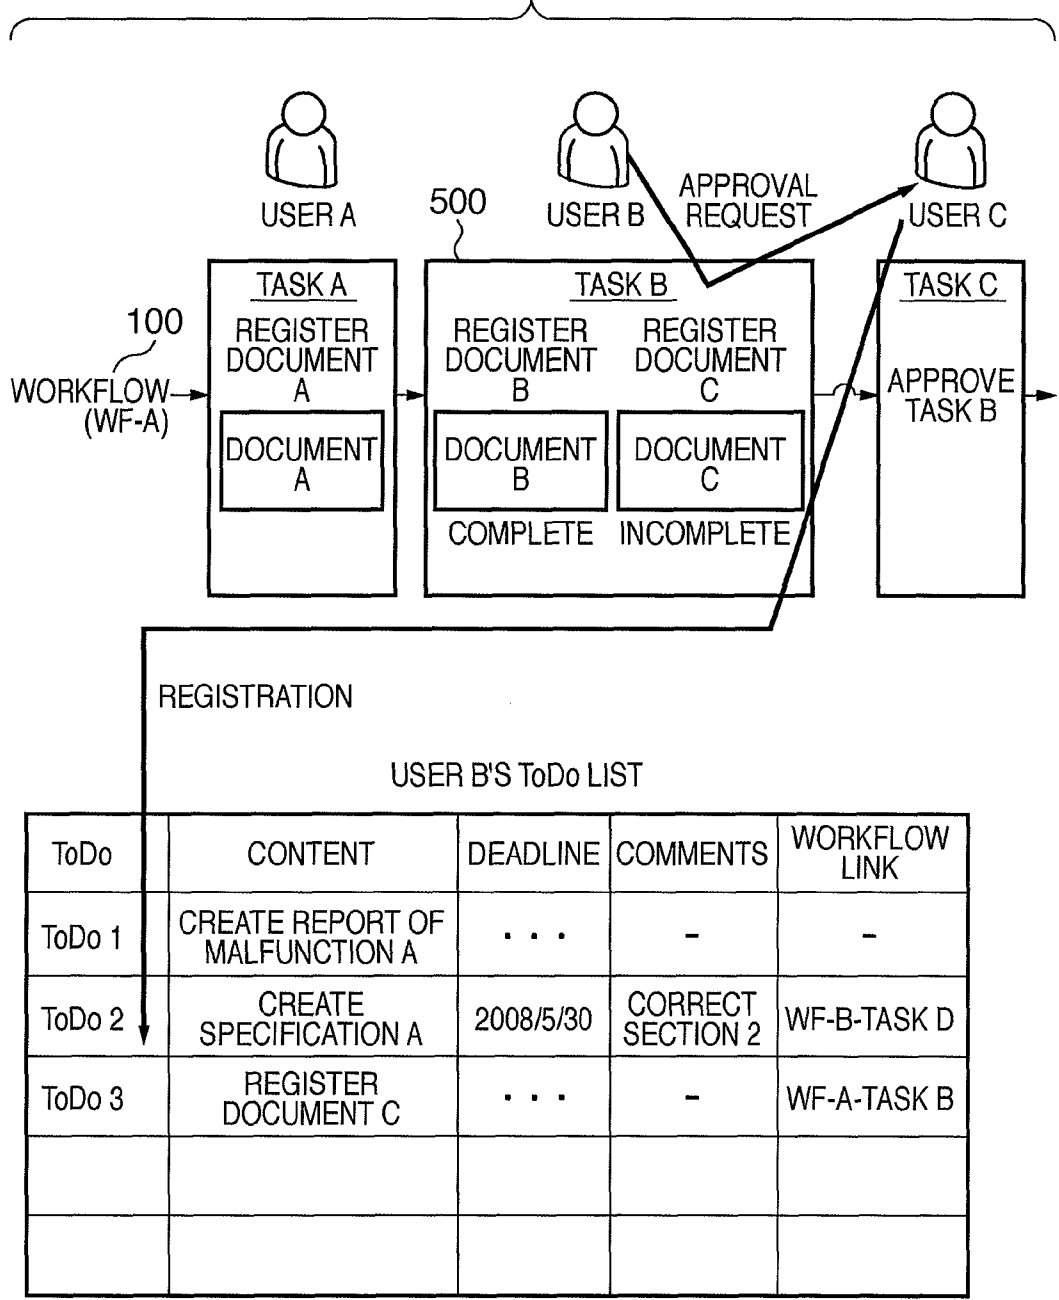 USER A
USER B
APPROVAL
REQUEST
USER C
500
100
WORKFLOW
(WF-A)
TASK A
REGISTER
DOCUMENT
A
DOCUMENT
A
TASK B
REGISTER
DOCUMENT
B
DOCUMENT
B
COMPLETE
REGISTER
DOCUMENT
C
DOCUMENT
C
INCOMPLETE
TASK C
APPROVE
TASK B
REGISTRATION
USER B'S ToDo LIST
ToDo
CONTENT
DEADLINE
COMMENTS
WORKFLOW
LINK
ToDo 1
CREATE REPORT OF
MALFUNCTION A
. . .
-
-
ToDo 2
CREATE
SPECIFICATION A
2008/5/30
CORRECT
SECTION 2
WF-B-TASK D
ToDo 3
REGISTER
DOCUMENT C
. . .
-
WF-A-TASK B